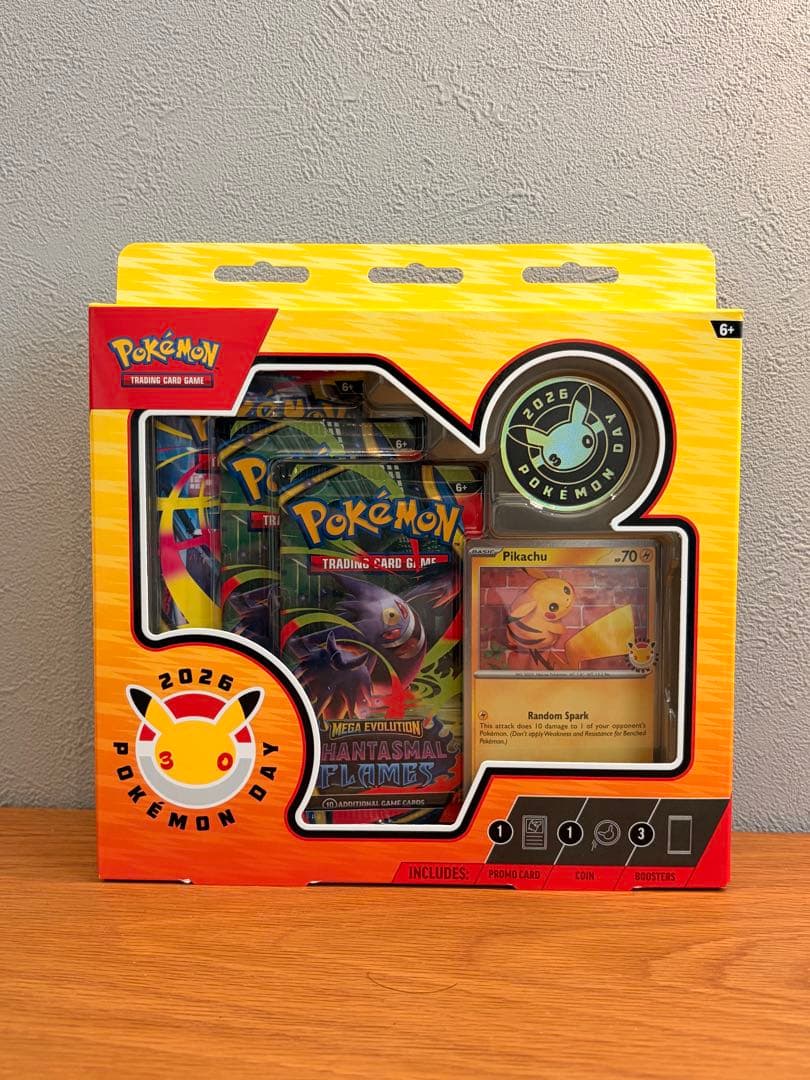 6+
Pokémon
TRADING CARD GAME
2026
POKÉMON DAY
6+
6+
6+
Pokémon
TRADING CARD GAME
MEGA EVOLUTION
PHANTASMAL
FLAMES
10 ADDITIONAL GAME CARDS
BASIC
Pikachu
HP70
Random Spark
This attack does 10 damage to 1 of your opponent's
Pokémon. (Don't apply Weakness and Resistance for Benched
Pokémon.)
2026
30
POKÉMON DAY
1 1 3
INCLUDES: PROMO CARD COIN BOOSTERS